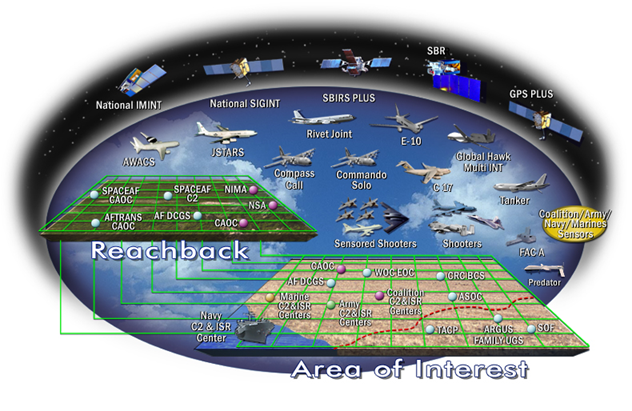 SBR
National IMINT
National SIGINT
SBIRS PLUS
GPS PLUS
AWACS
JSTARS
Rivet Joint
E-10
Compass
Call
Commando
Solo
Global Hawk
Multi INT
C-17
Tanker
Coalition/Army/
Navy/Marines
Sensors
Sensored Shooters
Shooters
FAC-A
Predator
SPACEAF
CAOC
SPACEAF
C2
NIMA
NSA
AFTRANS
CAOC
AF DCGS
CAOC
Reachback
CAOC
WOC-EOC
CRC BCS
AF DCGS
Marine
C2&ISR
Centers
Army
C2&ISR
Centers
Coalition
C2&ISR
Centers
ASOC
Navy
C2 & ISR
Center
TACP
ARGUS
FAMILY-UGS
SOF
Area of Interest